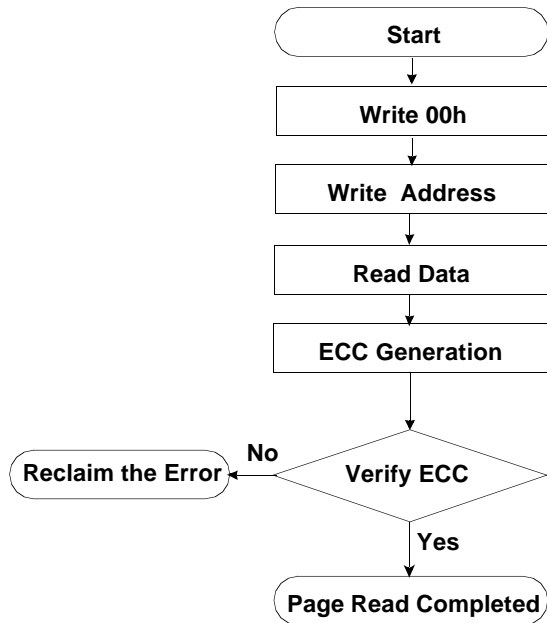 Start
Write 00h
Write Address
Read Data
ECC Generation
Verify ECC
No
Reclaim the Error
Yes
Page Read Completed